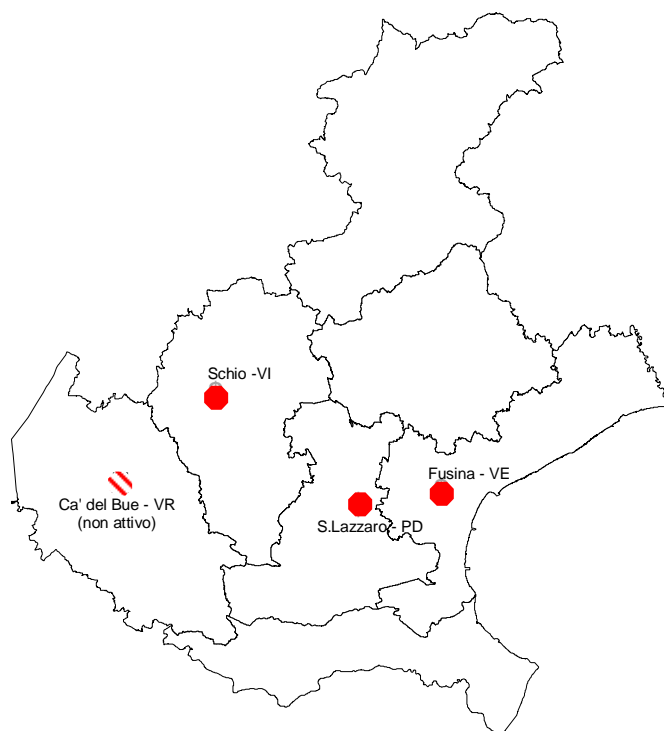 Schio -VI
Fusina - VE
Ca' del Bue - VR
(non attivo)
S.Lazzaro - PD